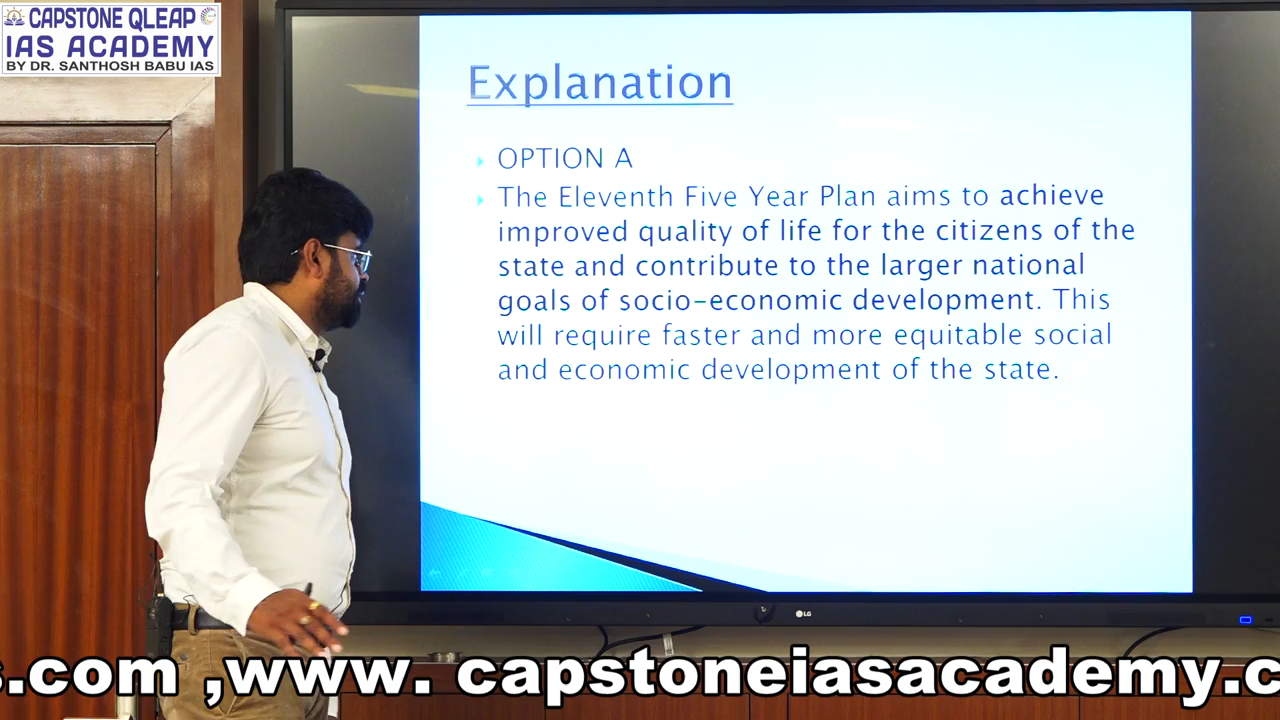 CAPSTONE QLEAP
IAS ACADEMY
BY DR. SANTHOSH BABU IAS
Explanation
OPTION A
The Eleventh Five Year Plan aims to achieve
improved quality of life for the citizens of the
state and contribute to the larger national
goals of socio-economic development. This
will require faster and more equitable social
and economic development of the state.
LG
s.com ,www. capstoneiasacademy.c